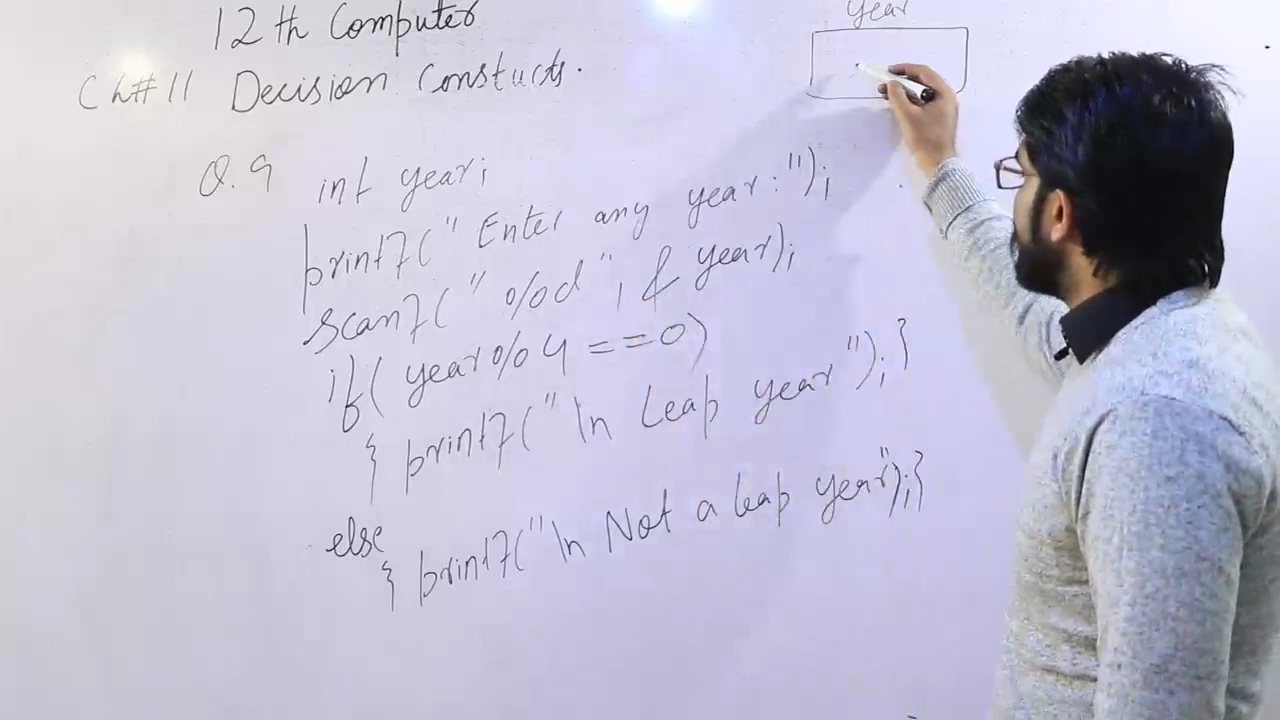 12th Computer
Ch#11 Decision Constucts.
year
Q.9 int year;
printf("Enter any year:");
scanf("%d", &year);
if(year%4==0)
{ printf("\n Leap year");}
else
{ printf("\n Not a leap year");}